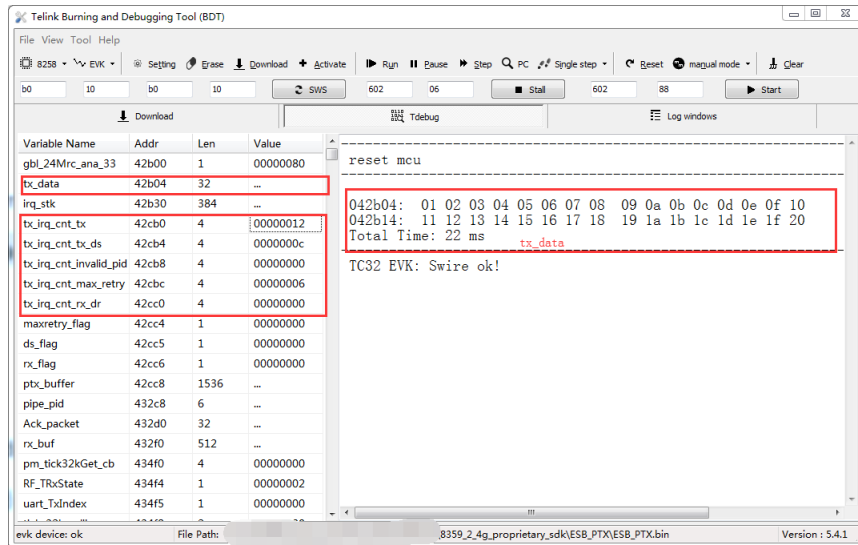 Telink Burning and Debugging Tool (BDT)
File View Tool Help
8258 EVK Setting Erase Download Activate Run Pause Step PC Single step Reset manual mode Clear
b0 10 b0 10 SWS 602 06 Stall 602 88 Start
Download Tdebug Log windows
Variable Name Addr Len Value
gbl_24Mrc_ana_33 42b00 1 00000080
tx_data 42b04 32 ...
irq_stk 42b30 384 ...
tx_irq_cnt_tx 42cb0 4 00000012
tx_irq_cnt_tx_ds 42cb4 4 0000000c
tx_irq_cnt_invalid_pid 42cb8 4 00000000
tx_irq_cnt_max_retry 42cbc 4 00000006
tx_irq_cnt_rx_dr 42cc0 4 00000000
maxretry_flag 42cc4 1 00000000
ds_flag 42cc5 1 00000000
rx_flag 42cc6 1 00000000
ptx_buffer 42cc8 1536 ...
pipe_pid 432c8 6 ...
Ack_packet 432d0 32 ...
rx_buf 432f0 512 ...
pm_tick32kGet_cb 434f0 4 00000000
RF_TRxState 434f4 1 00000002
uart_TxIndex 434f5 1 00000000
reset mcu
042b04: 01 02 03 04 05 06 07 08 09 0a 0b 0c 0d 0e 0f 10
042b14: 11 12 13 14 15 16 17 18 19 1a 1b 1c 1d 1e 1f 20
Total Time: 22 ms
tx_data
TC32 EVK: Swire ok!
evk device: ok File Path: 8359_2_4g_proprietary_sdk\ESB_PTX\ESB_PTX.bin Version : 5.4.1